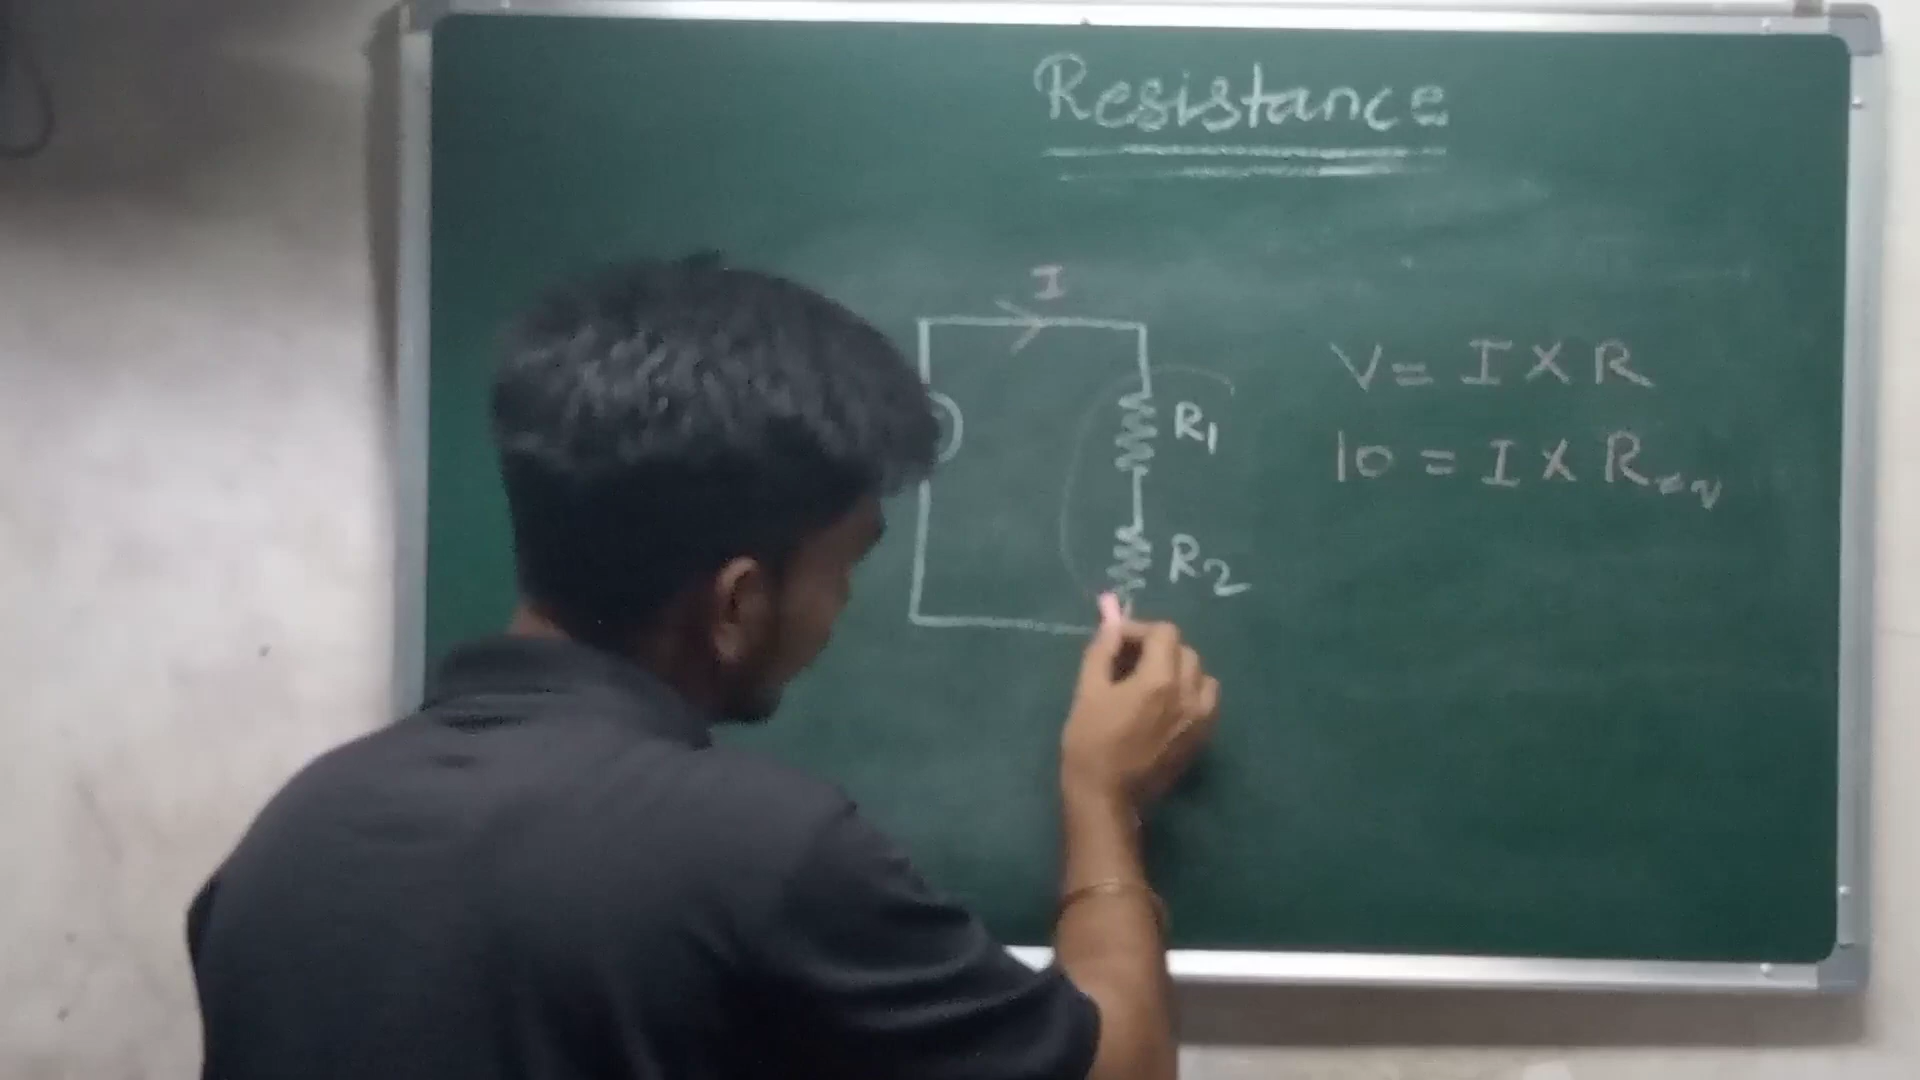 Resistance
I
R1
R2
V = I X R
10 = I X Req